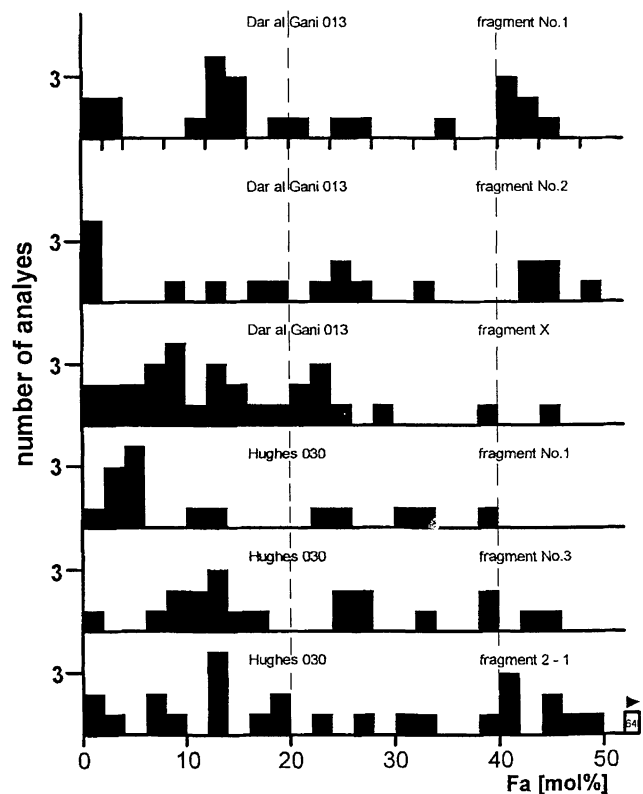 Dar al Gani 013 fragment No.1
3
Dar al Gani 013 fragment No.2
3
Dar al Gani 013 fragment X
3
Hughes 030 fragment No.1
3
Hughes 030 fragment No.3
3
Hughes 030 fragment 2 - 1
3
64
0 10 20 30 40 50
Fa [mol%]
number of analyes